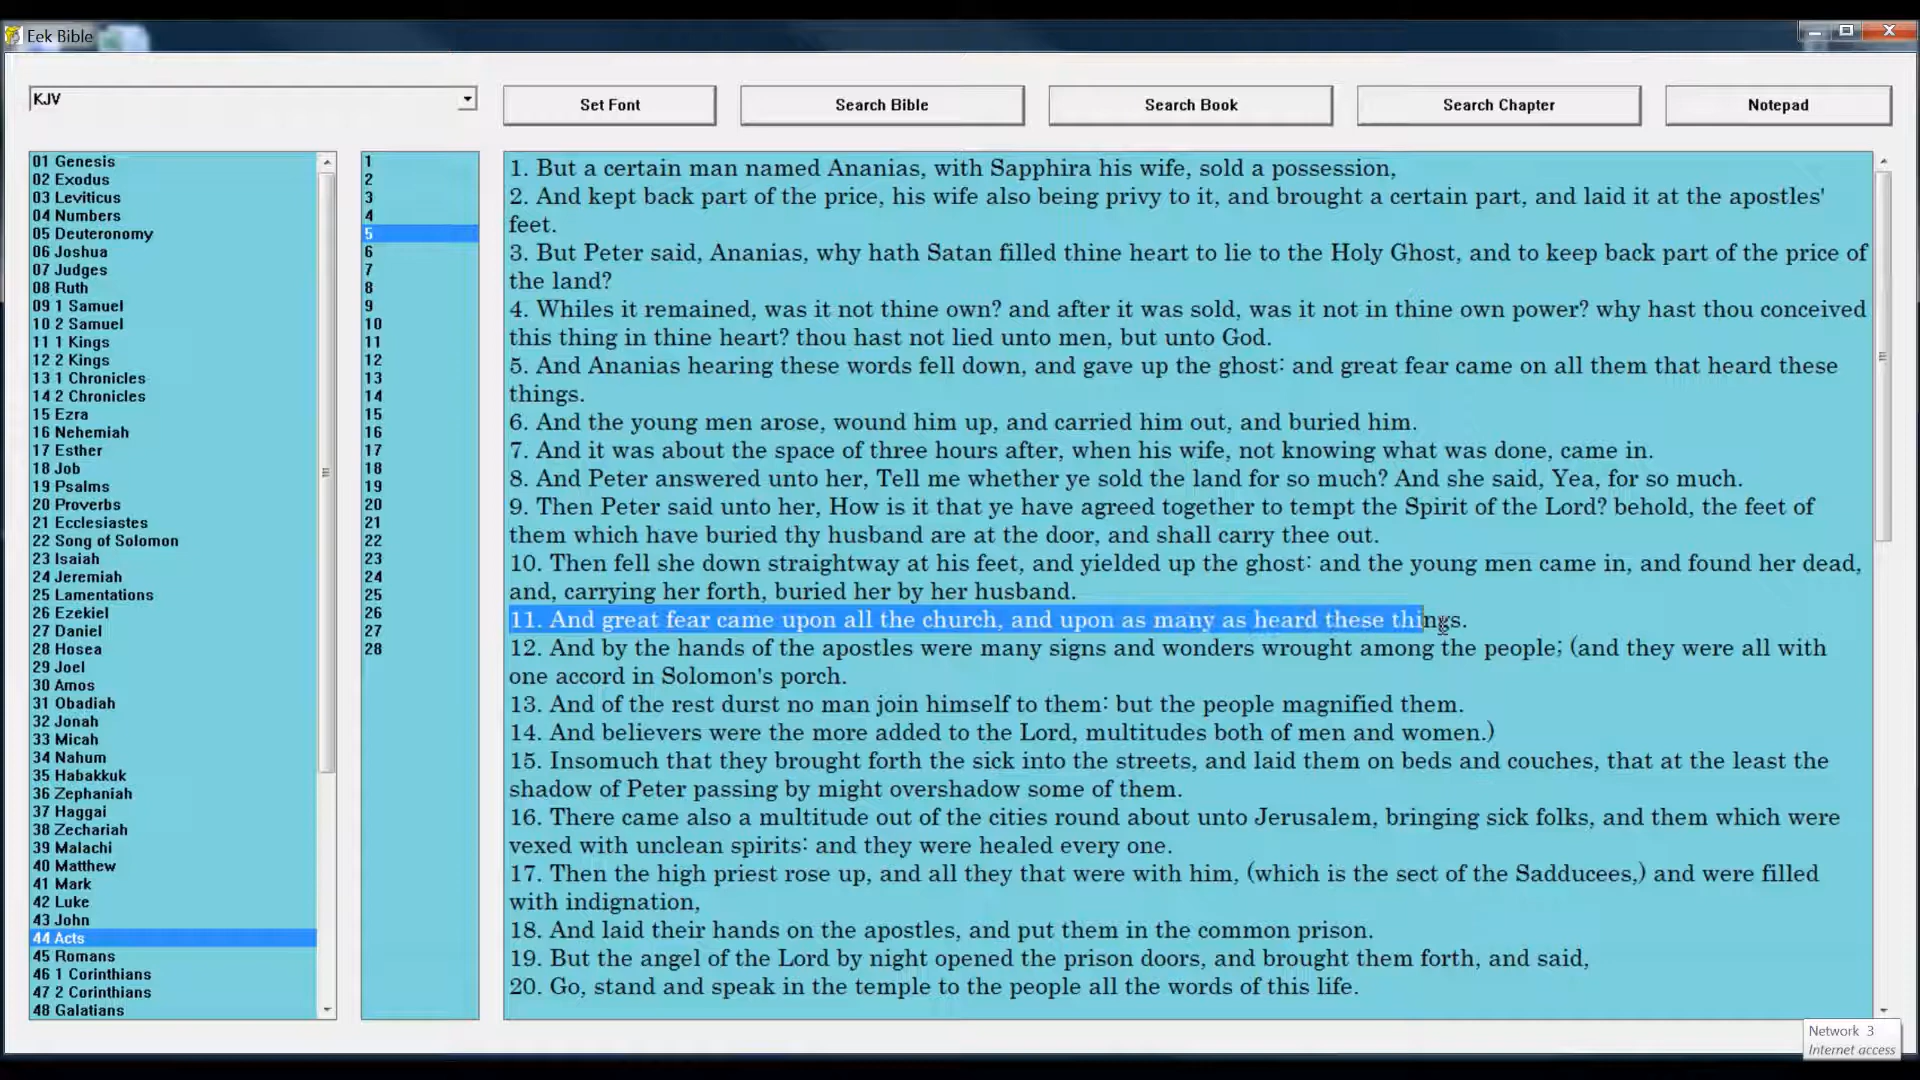 Eek Bible
KJV
Set Font
Search Bible
Search Book
Search Chapter
Notepad
01 Genesis
02 Exodus
03 Leviticus
04 Numbers
05 Deuteronomy
06 Joshua
07 Judges
08 Ruth
09 1 Samuel
10 2 Samuel
11 1 Kings
12 2 Kings
13 1 Chronicles
14 2 Chronicles
15 Ezra
16 Nehemiah
17 Esther
18 Job
19 Psalms
20 Proverbs
21 Ecclesiastes
22 Song of Solomon
23 Isaiah
24 Jeremiah
25 Lamentations
26 Ezekiel
27 Daniel
28 Hosea
29 Joel
30 Amos
31 Obadiah
32 Jonah
33 Micah
34 Nahum
35 Habakkuk
36 Zephaniah
37 Haggai
38 Zechariah
39 Malachi
40 Matthew
41 Mark
42 Luke
43 John
44 Acts
45 Romans
46 1 Corinthians
47 2 Corinthians
48 Galatians
1
2
3
4
5
6
7
8
9
10
11
12
13
14
15
16
17
18
19
20
21
22
23
24
25
26
27
28
1. But a certain man named Ananias, with Sapphira his wife, sold a possession,
2. And kept back part of the price, his wife also being privy to it, and brought a certain part, and laid it at the apostles'
feet.
3. But Peter said, Ananias, why hath Satan filled thine heart to lie to the Holy Ghost, and to keep back part of the price of
the land?
4. Whiles it remained, was it not thine own? and after it was sold, was it not in thine own power? why hast thou conceived
this thing in thine heart? thou hast not lied unto men, but unto God.
5. And Ananias hearing these words fell down, and gave up the ghost: and great fear came on all them that heard these
things.
6. And the young men arose, wound him up, and carried him out, and buried him.
7. And it was about the space of three hours after, when his wife, not knowing what was done, came in.
8. And Peter answered unto her, Tell me whether ye sold the land for so much? And she said, Yea, for so much.
9. Then Peter said unto her, How is it that ye have agreed together to tempt the Spirit of the Lord? behold, the feet of
them which have buried thy husband are at the door, and shall carry thee out.
10. Then fell she down straightway at his feet, and yielded up the ghost: and the young men came in, and found her dead,
and, carrying her forth, buried her by her husband.
11. And great fear came upon all the church, and upon as many as heard these things.
12. And by the hands of the apostles were many signs and wonders wrought among the people; (and they were all with
one accord in Solomon's porch.
13. And of the rest durst no man join himself to them: but the people magnified them.
14. And believers were the more added to the Lord, multitudes both of men and women.)
15. Insomuch that they brought forth the sick into the streets, and laid them on beds and couches, that at the least the
shadow of Peter passing by might overshadow some of them.
16. There came also a multitude out of the cities round about unto Jerusalem, bringing sick folks, and them which were
vexed with unclean spirits: and they were healed every one.
17. Then the high priest rose up, and all they that were with him, (which is the sect of the Sadducees,) and were filled
with indignation,
18. And laid their hands on the apostles, and put them in the common prison.
19. But the angel of the Lord by night opened the prison doors, and brought them forth, and said,
20. Go, stand and speak in the temple to the people all the words of this life.
Network 3
Internet access